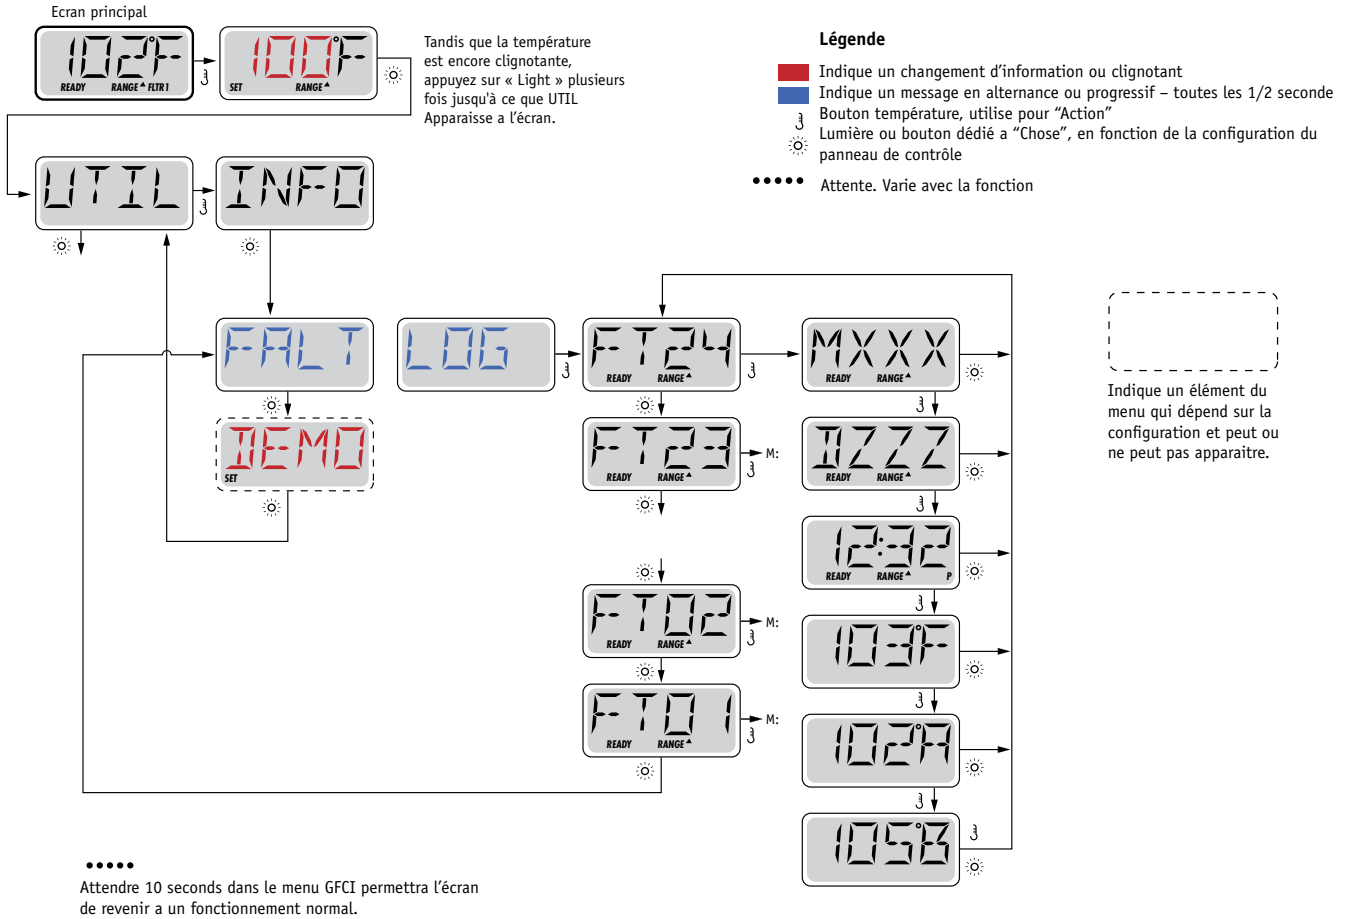 Ecran principal
102°F
READY RANGE FLTR1
100°F
SET RANGE
Tandis que la température
est encore clignotante,
appuyez sur « Light » plusieurs
fois jusqu'à ce que UTIL
Apparaisse a l'écran.
Légende
Indique un changement d'information ou clignotant
Indique un message en alternance ou progressif – toutes les 1/2 seconde
Bouton température, utilise pour “Action”
Lumière ou bouton dédié a “Chose”, en fonction de la configuration du
panneau de contrôle
Attente. Varie avec la fonction
UTIL
INFO
FALT
LOG
FT24
READY RANGE
MXXX
READY RANGE
DEMO
SET
FT23
READY RANGE
M:
DZZZ
READY RANGE
12:32
READY RANGE P
FT02
READY RANGE
M:
103°F
FT01
READY RANGE
M:
102°A
105°B
Indique un élément du
menu qui dépend sur la
configuration et peut ou
ne peut pas apparaitre.
Attendre 10 seconds dans le menu GFCI permettra l'écran
de revenir a un fonctionnement normal.